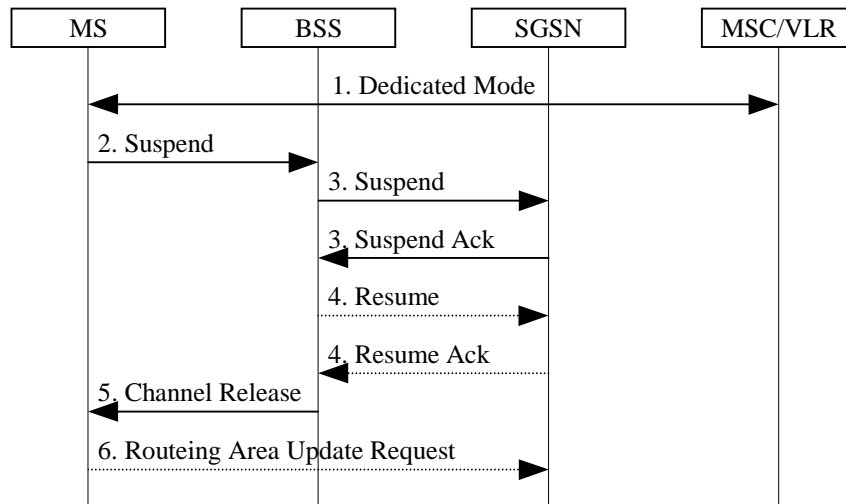 MS
BSS
SGSN
MSC/VLR
1. Dedicated Mode
2. Suspend
3. Suspend
3. Suspend Ack
4. Resume
4. Resume Ack
5. Channel Release
6. Routeing Area Update Request